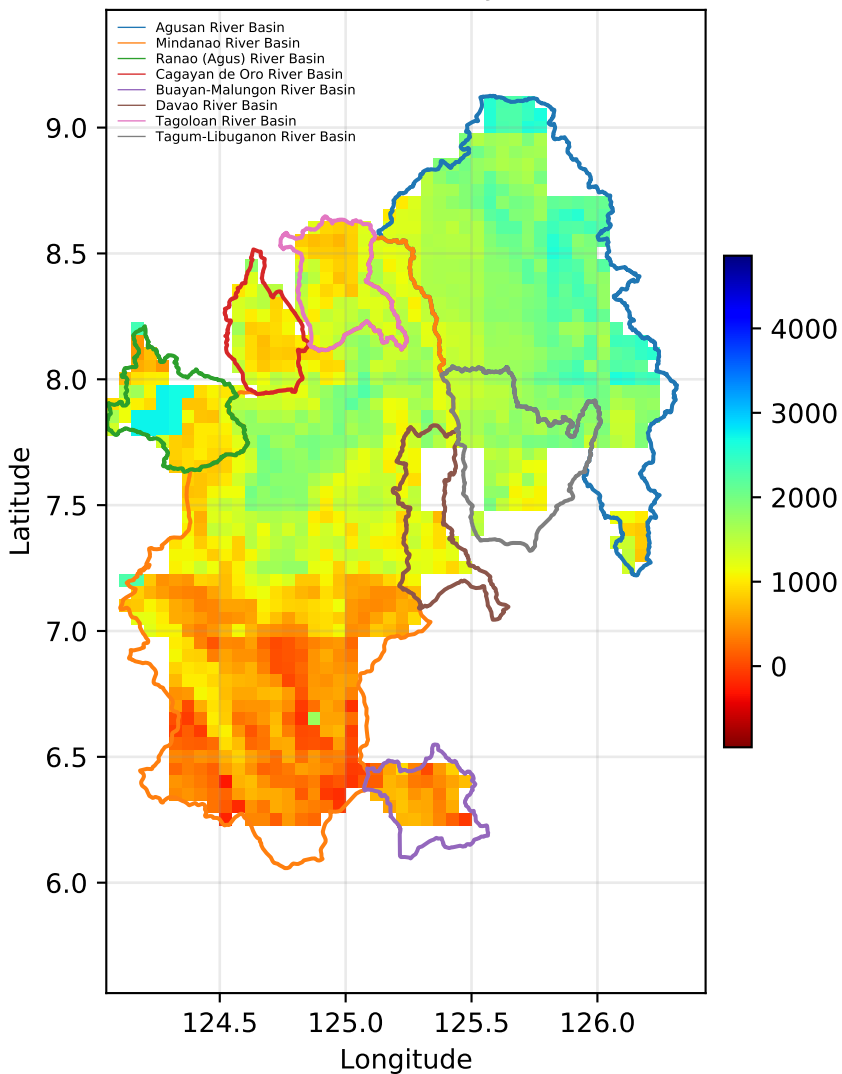 Agusan River Basin
Mindanao River Basin
Ranao (Agus) River Basin
Cagayan de Oro River Basin
Buayan-Malungon River Basin
Davao River Basin
Tagoloan River Basin
Tagum-Libuganon River Basin
9.0
8.5
8.0
7.5
7.0
6.5
6.0
Latitude
124.5 125.0 125.5 126.0
Longitude
4000
3000
2000
1000
0